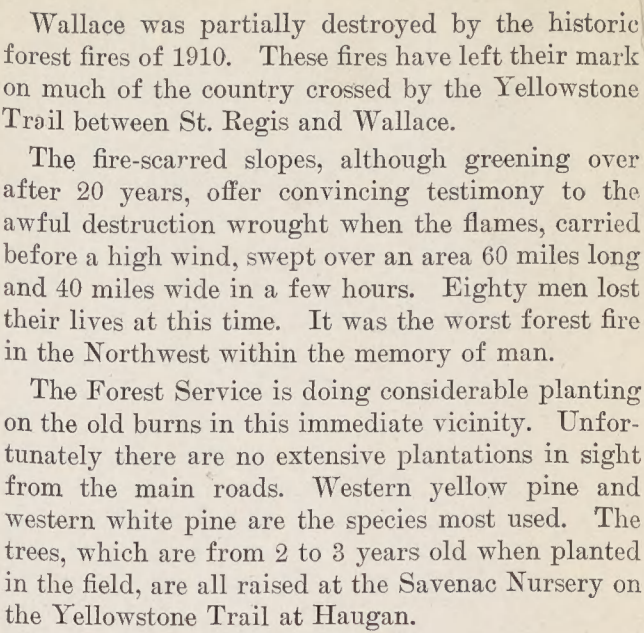 Wallace was partially destroyed by the historic
forest fires of 1910. These fires have left their mark
on much of the country crossed by the Yellowstone
Trail between St. Regis and Wallace.
The fire-scarred slopes, although greening over
after 20 years, offer convincing testimony to the
awful destruction wrought when the flames, carried
before a high wind, swept over an area 60 miles long
and 40 miles wide in a few hours. Eighty men lost
their lives at this time. It was the worst forest fire
in the Northwest within the memory of man.
The Forest Service is doing considerable planting
on the old burns in this immediate vicinity. Unfor-
tunately there are no extensive plantations in sight
from the main roads. Western yellow pine and
western white pine are the species most used. The
trees, which are from 2 to 3 years old when planted
in the field, are all raised at the Savenac Nursery on
the Yellowstone Trail at Haugan.